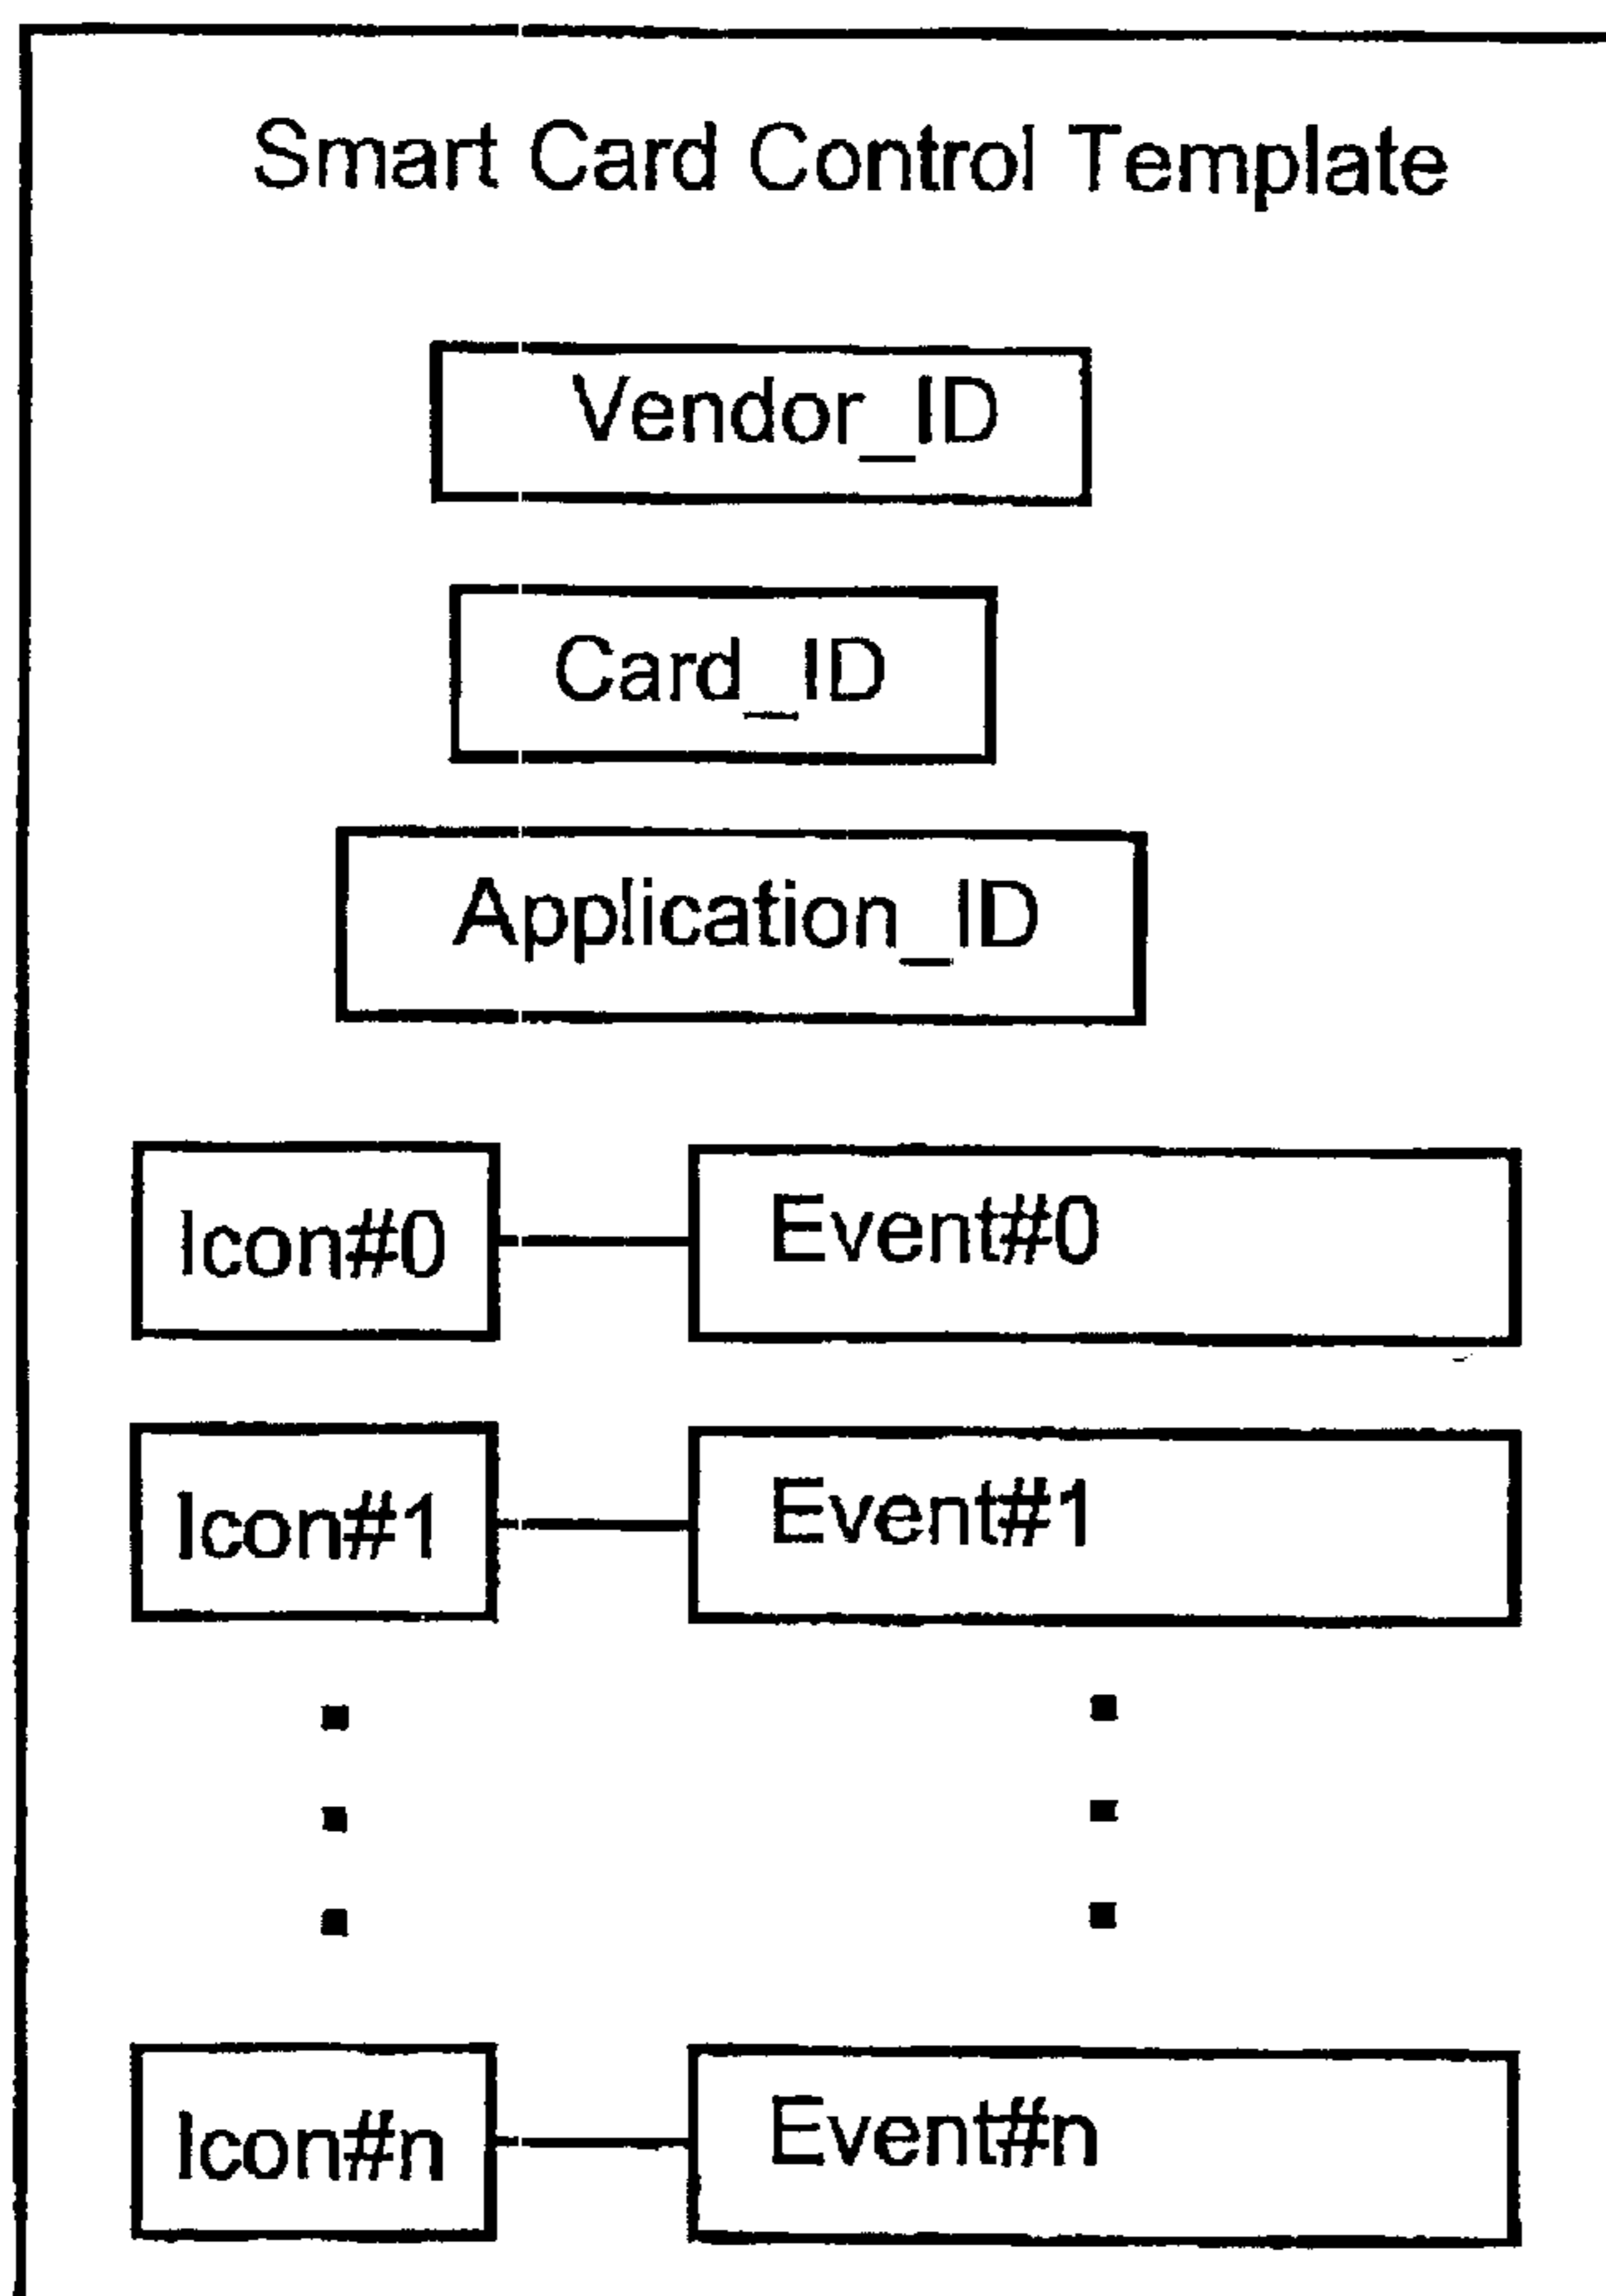 Smart Card Control Template
Vendor_ID
Card_ID
Application_ID
Icon#0 Event#0
Icon#1 Event#1
Icon#n Event#n